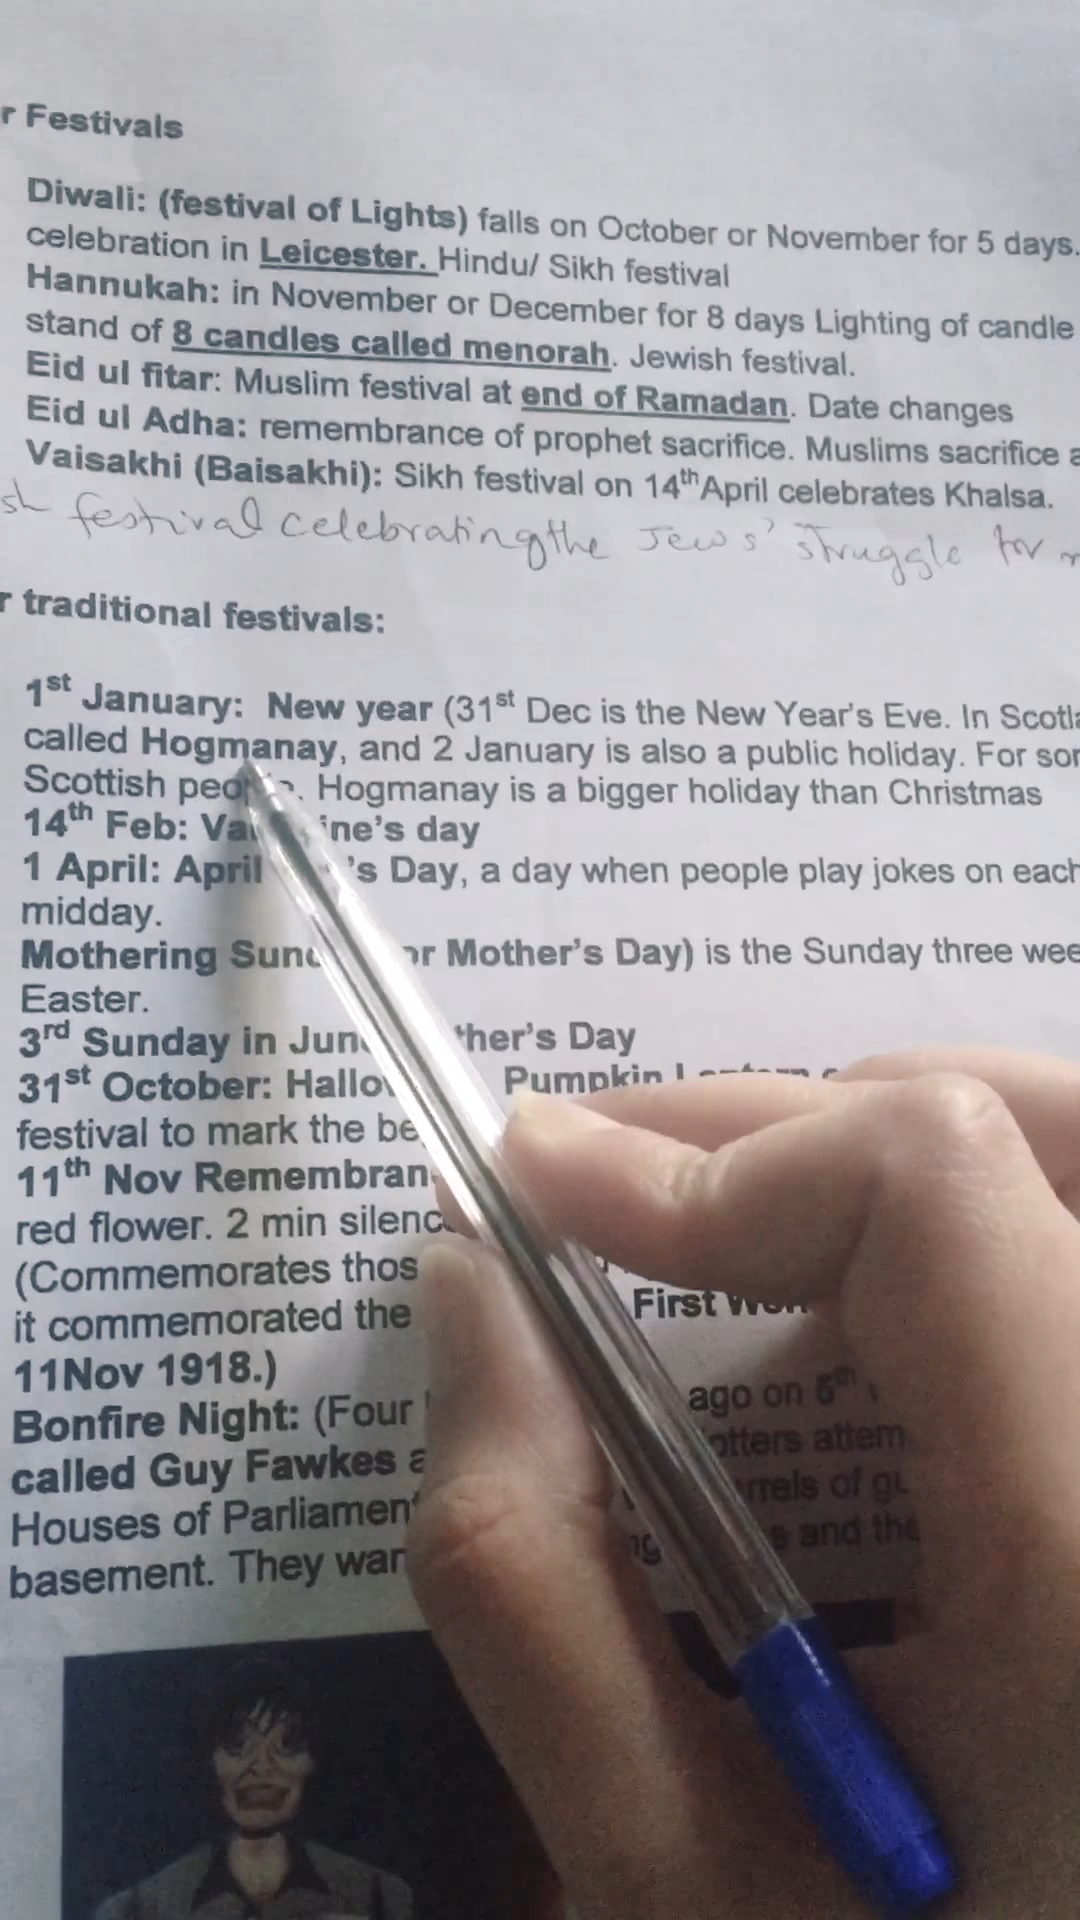 r Festivals
Diwali: (festival of Lights) falls on October or November for 5 days.
celebration in Leicester. Hindu/ Sikh festival
Hannukah: in November or December for 8 days Lighting of candle
stand of 8 candles called menorah. Jewish festival.
Eid ul fitar: Muslim festival at end of Ramadan. Date changes
Eid ul Adha: remembrance of prophet sacrifice. Muslims sacrifice a
Vaisakhi (Baisakhi): Sikh festival on 14th April celebrates Khalsa.
sh festival celebrating the Jews' struggle for
r traditional festivals:
1st January: New year (31st Dec is the New Year's Eve. In Scotla
called Hogmanay, and 2 January is also a public holiday. For som
Scottish peo . Hogmanay is a bigger holiday than Christmas
14th Feb: Va ine's day
1 April: April 's Day, a day when people play jokes on each
midday.
Mothering Sund or Mother's Day) is the Sunday three wee
Easter.
3rd Sunday in Jun ther's Day
31st October: Hallo Pumpkin
festival to mark the be
11th Nov Remembran
red flower. 2 min silenc
(Commemorates thos
it commemorated the First
11Nov 1918.)
Bonfire Night: (Four ago on 5th
called Guy Fawkes a otters attem
Houses of Parliament rrels of gu
basement. They wan and the